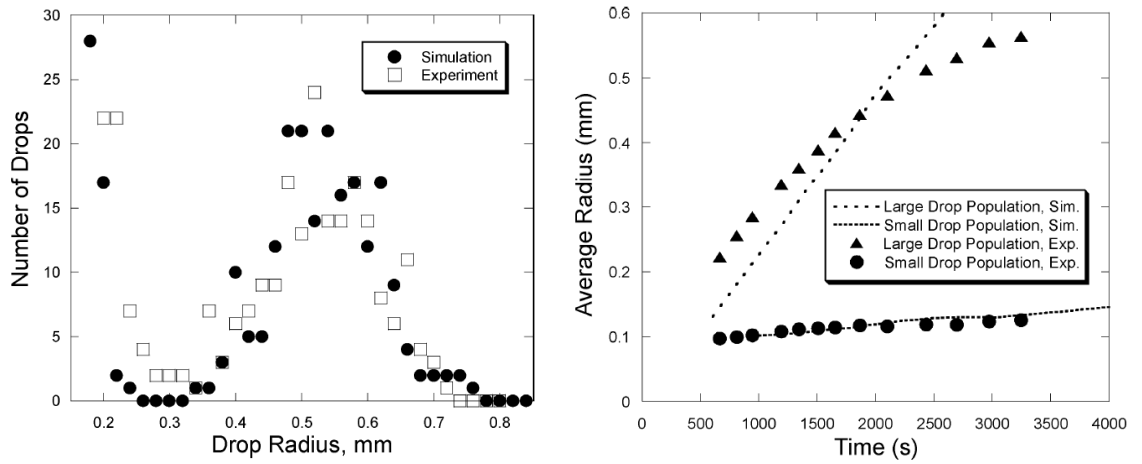 30
25
20
15
10
5
0
Number of Drops
Simulation
Experiment
0.2 0.3 0.4 0.5 0.6 0.7 0.8
Drop Radius, mm
0.6
0.5
0.4
0.3
0.2
0.1
0
Average Radius (mm)
Large Drop Population, Sim.
Small Drop Population, Sim.
Large Drop Population, Exp.
Small Drop Population, Exp.
0 500 1000 1500 2000 2500 3000 3500 4000
Time (s)